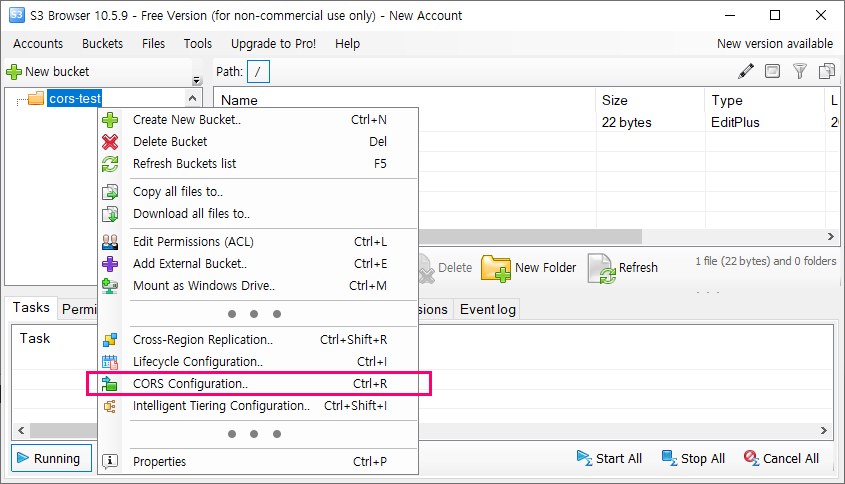 S3 Browser 10.5.9 - Free Version (for non-commercial use only) - New Account
Accounts Buckets Files Tools Upgrade to Pro! Help New version available
New bucket Path: /
cors-test Name Size Type L
22 bytes EditPlus
Create New Bucket.. Ctrl+N
Delete Bucket Del
Refresh Buckets list F5
Copy all files to..
Download all files to..
Edit Permissions (ACL) Ctrl+L
Add External Bucket.. Ctrl+E
Mount as Windows Drive.. Ctrl+M
Cross-Region Replication.. Ctrl+Shift+R
Lifecycle Configuration.. Ctrl+I
CORS Configuration.. Ctrl+R
Intelligent Tiering Configuration.. Ctrl+Shift+I
Properties Ctrl+P
Delete New Folder Refresh 1 file (22 bytes) and 0 folders
Tasks Permi sions Event log
Task
Running Start All Stop All Cancel All